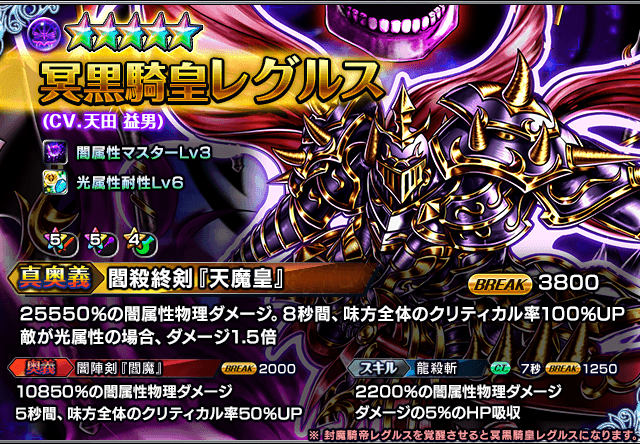 冥黒騎皇レグルス
(CV.天田 益男)
闇属性マスターLv3
光属性耐性Lv6
5 5 4
真奥義 闇殺終剣『天魔皇』 BREAK 3800
25550%の闇属性物理ダメージ。8秒間、味方全体のクリティカル率100%UP
敵が光属性の場合、ダメージ1.5倍
奥義 闇陣剣『閻魔』 BREAK 2000
10850%の闇属性物理ダメージ
5秒間、味方全体のクリティカル率50%UP
スキル 龍殺斬 CT 7秒 BREAK 1250
2200%の闇属性物理ダメージ
ダメージの5%のHP吸収
※ 封魔騎帝レグルスを覚醒させると冥黒騎皇レグルスになります。